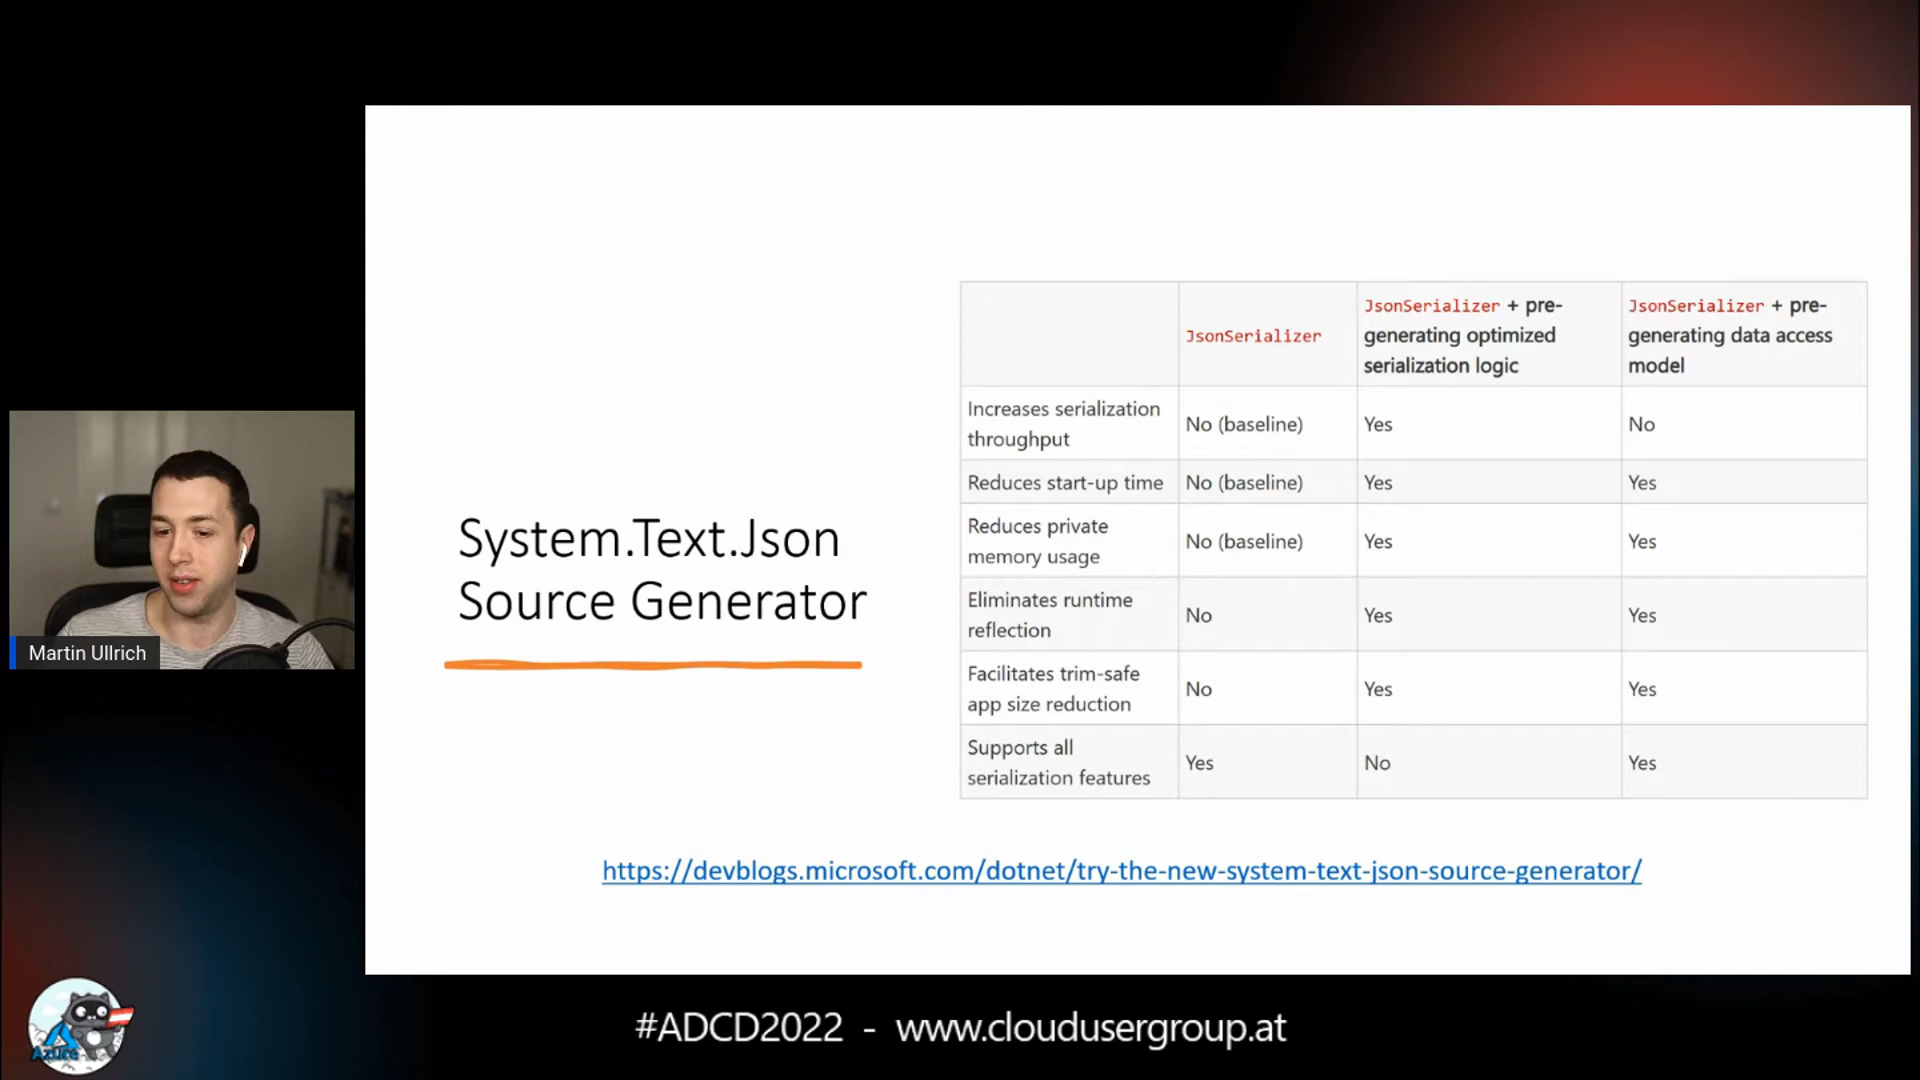 System.Text.Json
Source Generator
JsonSerializer
JsonSerializer + pre-
generating optimized
serialization logic
JsonSerializer + pre-
generating data access
model
Increases serialization
throughput
No (baseline)
Yes
No
Reduces start-up time
No (baseline)
Yes
Yes
Reduces private
memory usage
No (baseline)
Yes
Yes
Eliminates runtime
reflection
No
Yes
Yes
Facilitates trim-safe
app size reduction
No
Yes
Yes
Supports all
serialization features
Yes
No
Yes
https://devblogs.microsoft.com/dotnet/try-the-new-system-text-json-source-generator/
Martin Ullrich
Azure
#ADCD2022 - www.cloudusergroup.at